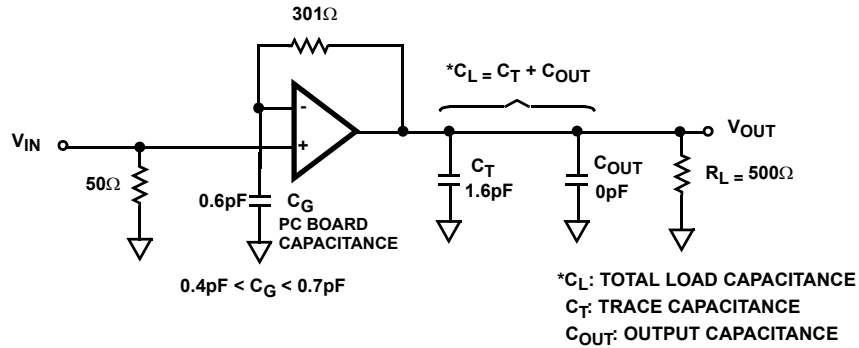 301Ω
*CL = CT + COUT
-
+
VIN
VOUT
50Ω
0.6pF
CG
PC BOARD
CAPACITANCE
CT
1.6pF
COUT
0pF
RL = 500Ω
0.4pF < CG < 0.7pF
*CL: TOTAL LOAD CAPACITANCE
CT: TRACE CAPACITANCE
COUT: OUTPUT CAPACITANCE